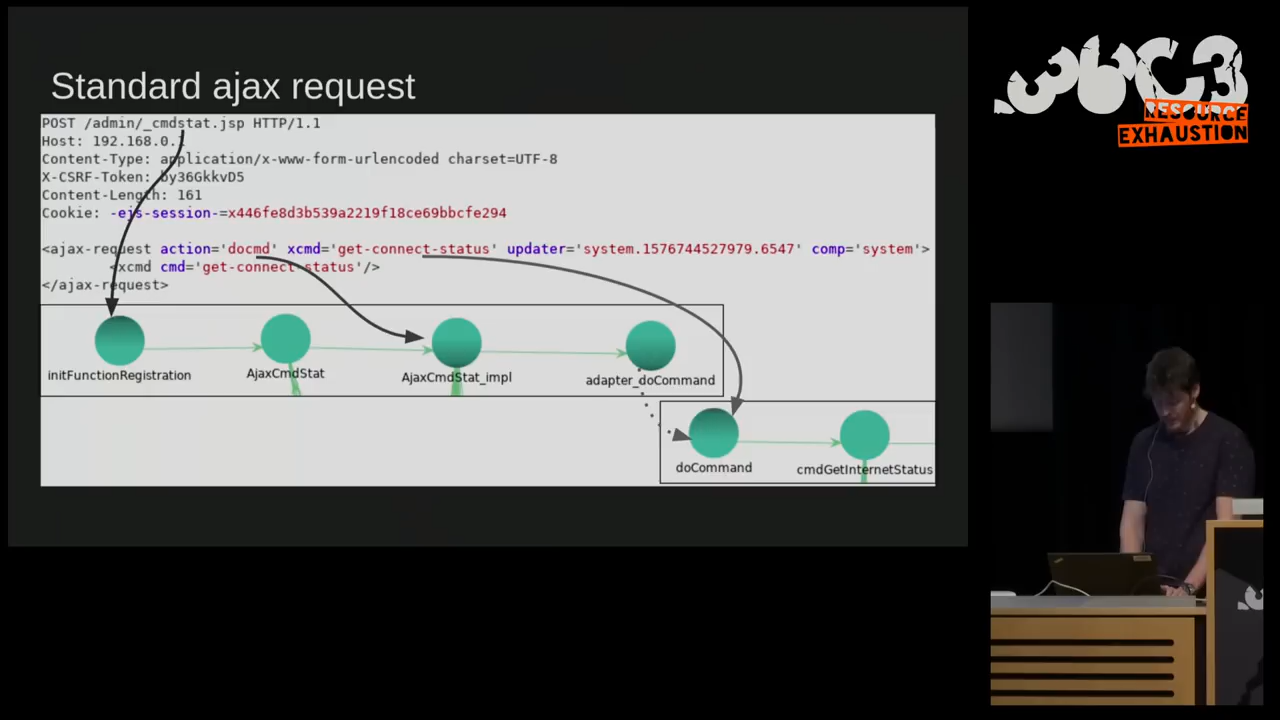 Standard ajax request
POST /admin/_cmdstat.jsp HTTP/1.1
Host: 192.168.0.1
Content-Type: application/x-www-form-urlencoded charset=UTF-8
X-CSRF-Token: by36GkkvD5
Content-Length: 161
Cookie: -ejs-session-=x446fe8d3b539a2219f18ce69bbcfe294
<ajax-request action='docmd' xcmd='get-connect-status' updater='system.1576744527979.6547' comp='system'>
<xcmd cmd='get-connect-status'/>
</ajax-request>
initFunctionRegistration
AjaxCmdStat
AjaxCmdStat_impl
adapter_doCommand
doCommand
cmdGetInternetStatus
36C3
RESOURCE
EXHAUSTION